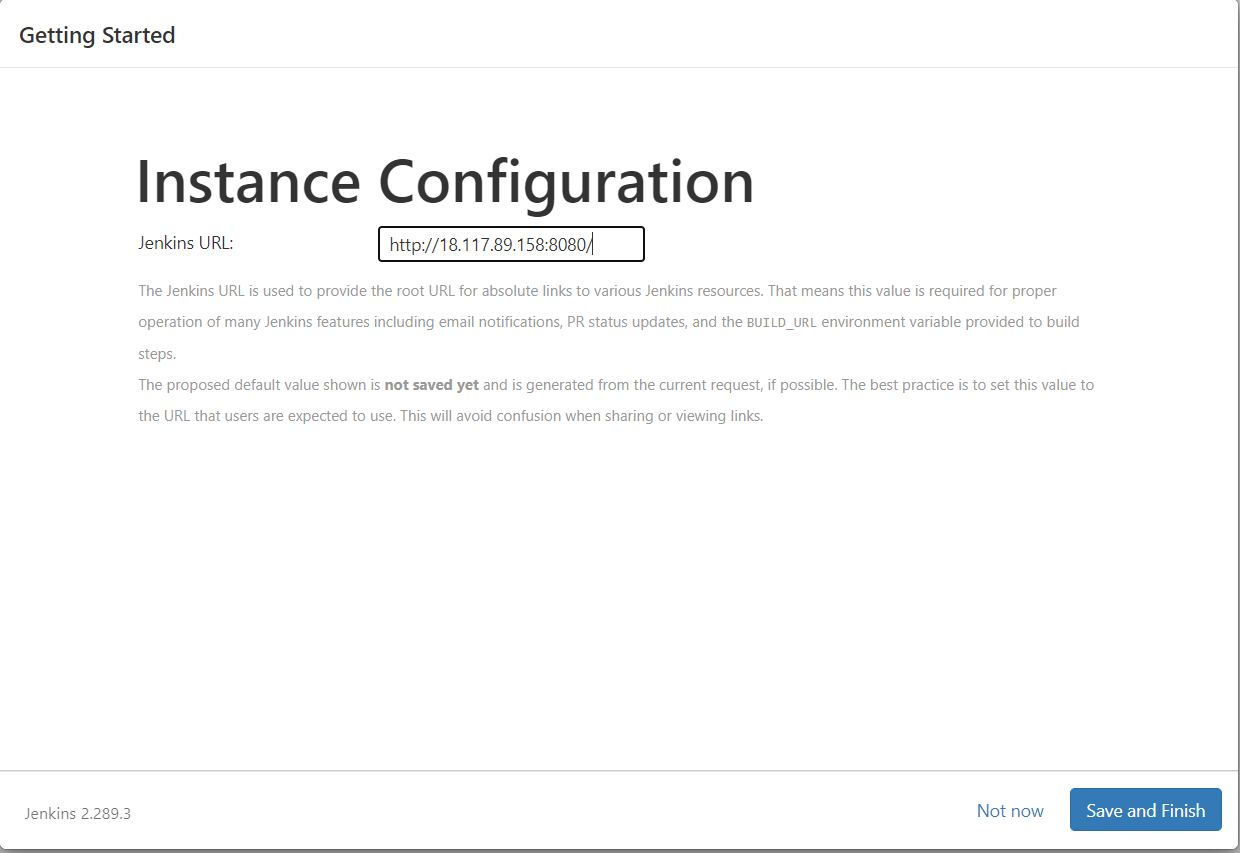 Getting Started
Instance Configuration
Jenkins URL: http://18.117.89.158:8080/
The Jenkins URL is used to provide the root URL for absolute links to various Jenkins resources. That means this value is required for proper
operation of many Jenkins features including email notifications, PR status updates, and the BUILD_URL environment variable provided to build
steps.
The proposed default value shown is not saved yet and is generated from the current request, if possible. The best practice is to set this value to
the URL that users are expected to use. This will avoid confusion when sharing or viewing links.
Jenkins 2.289.3 Not now Save and Finish